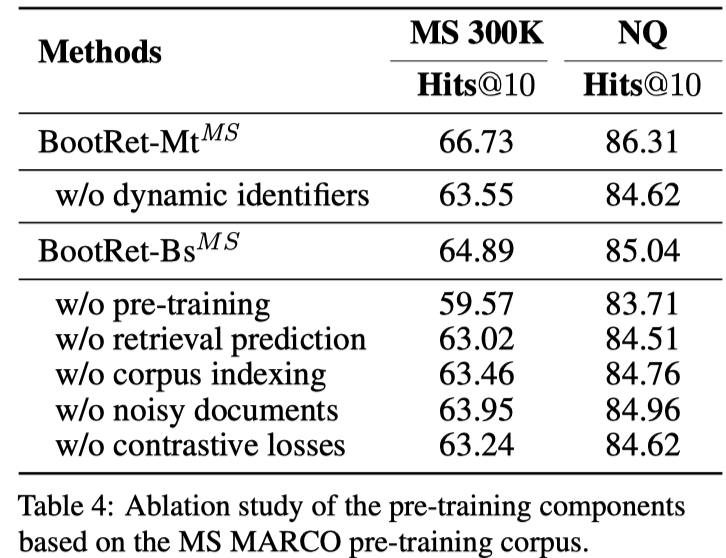 Methods MS 300K NQ
Hits@10 Hits@10
BootRet-Mt^{MS} 66.73 86.31
w/o dynamic identifiers 63.55 84.62
BootRet-Bs^{MS} 64.89 85.04
w/o pre-training 59.57 83.71
w/o retrieval prediction 63.02 84.51
w/o corpus indexing 63.46 84.76
w/o noisy documents 63.95 84.96
w/o contrastive losses 63.24 84.62
Table 4: Ablation study of the pre-training components
based on the MS MARCO pre-training corpus.